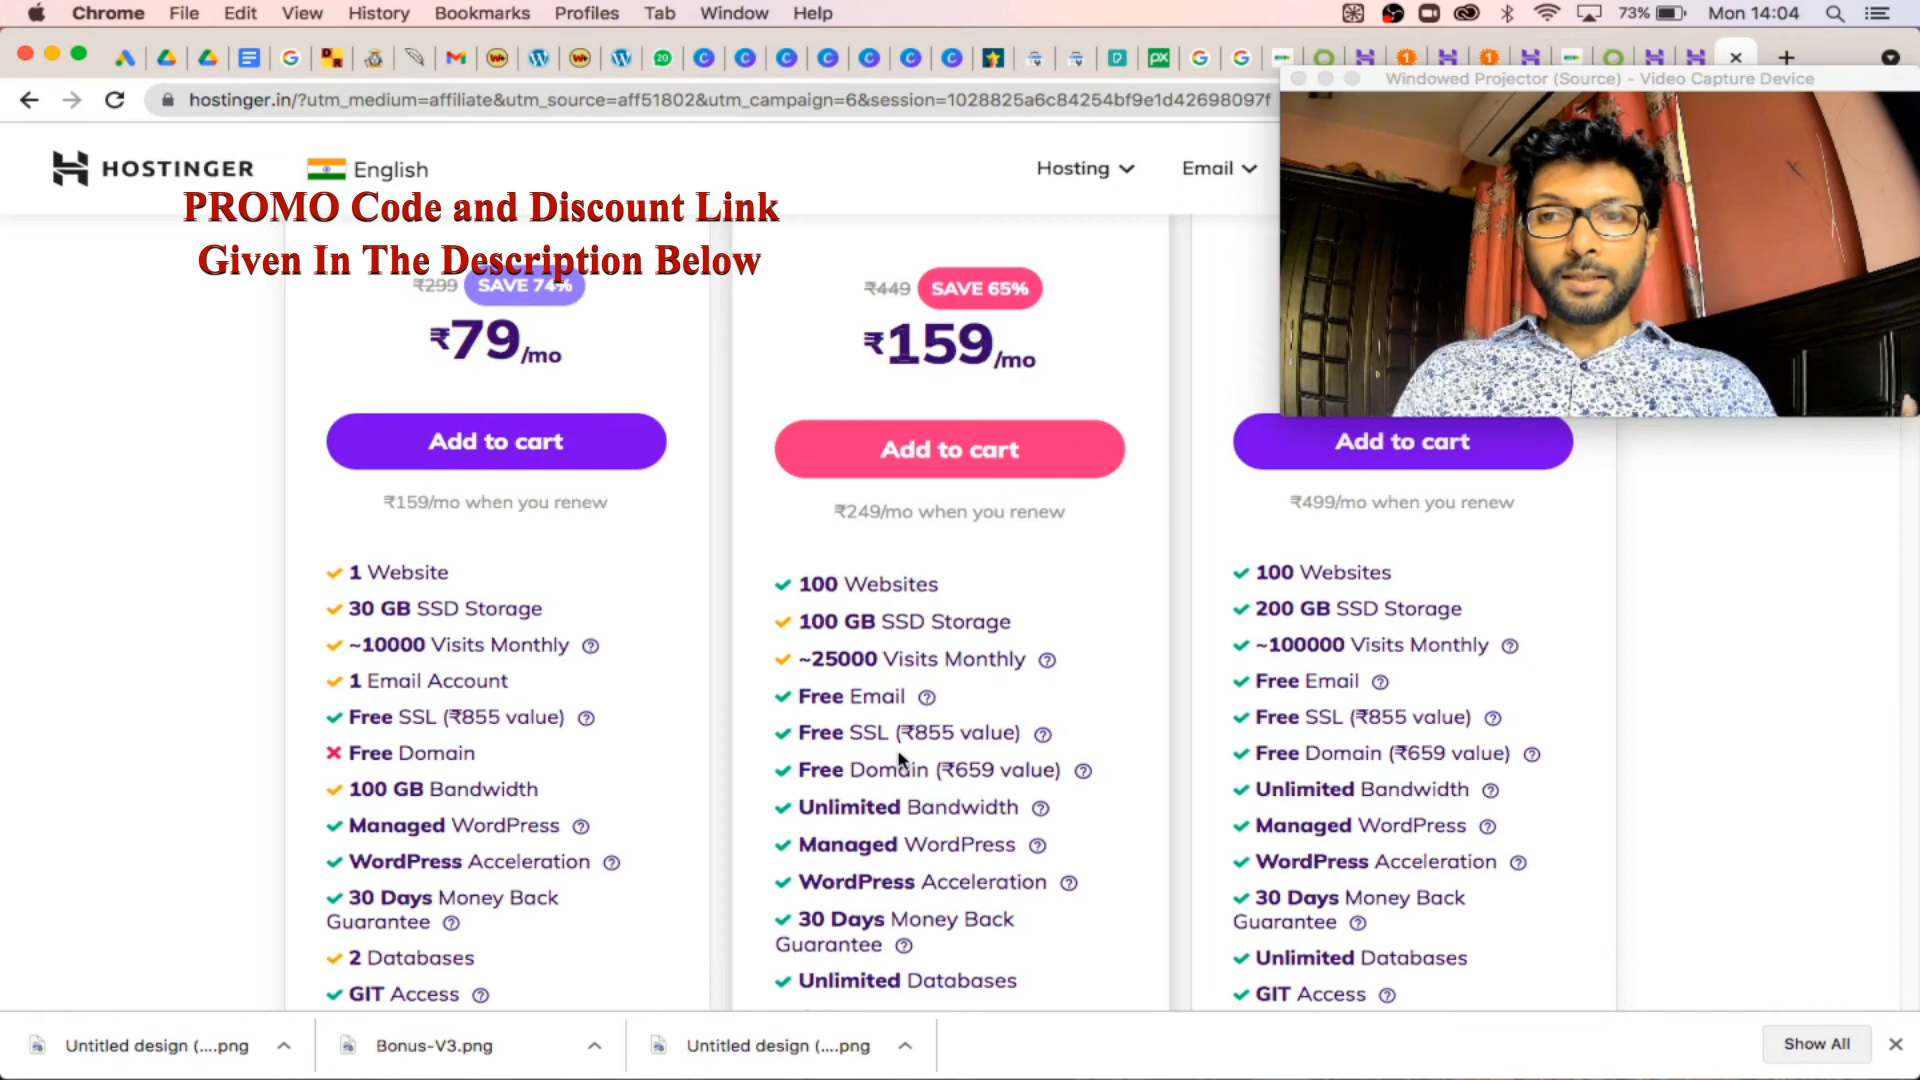 Chrome File Edit View History Bookmarks Profiles Tab Window Help 73% Mon 14:04
Windowed Projector (Source) - Video Capture Device
hostinger.in/?utm_medium=affiliate&utm_source=aff51802&utm_campaign=6&session=1028825a6c84254bf9e1d42698097f
HOSTINGER English Hosting Email
PROMO Code and Discount Link
Given In The Description Below
₹299 SAVE 74%
₹79/mo
Add to cart
₹159/mo when you renew
1 Website
30 GB SSD Storage
~10000 Visits Monthly
1 Email Account
Free SSL (₹855 value)
Free Domain
100 GB Bandwidth
Managed WordPress
WordPress Acceleration
30 Days Money Back
Guarantee
2 Databases
GIT Access
₹449 SAVE 65%
₹159/mo
Add to cart
₹249/mo when you renew
100 Websites
100 GB SSD Storage
~25000 Visits Monthly
Free Email
Free SSL (₹855 value)
Free Domain (₹659 value)
Unlimited Bandwidth
Managed WordPress
WordPress Acceleration
30 Days Money Back
Guarantee
Unlimited Databases
Add to cart
₹499/mo when you renew
100 Websites
200 GB SSD Storage
~100000 Visits Monthly
Free Email
Free SSL (₹855 value)
Free Domain (₹659 value)
Unlimited Bandwidth
Managed WordPress
WordPress Acceleration
30 Days Money Back
Guarantee
Unlimited Databases
GIT Access
Untitled design (....png Bonus-V3.png Untitled design (....png Show All